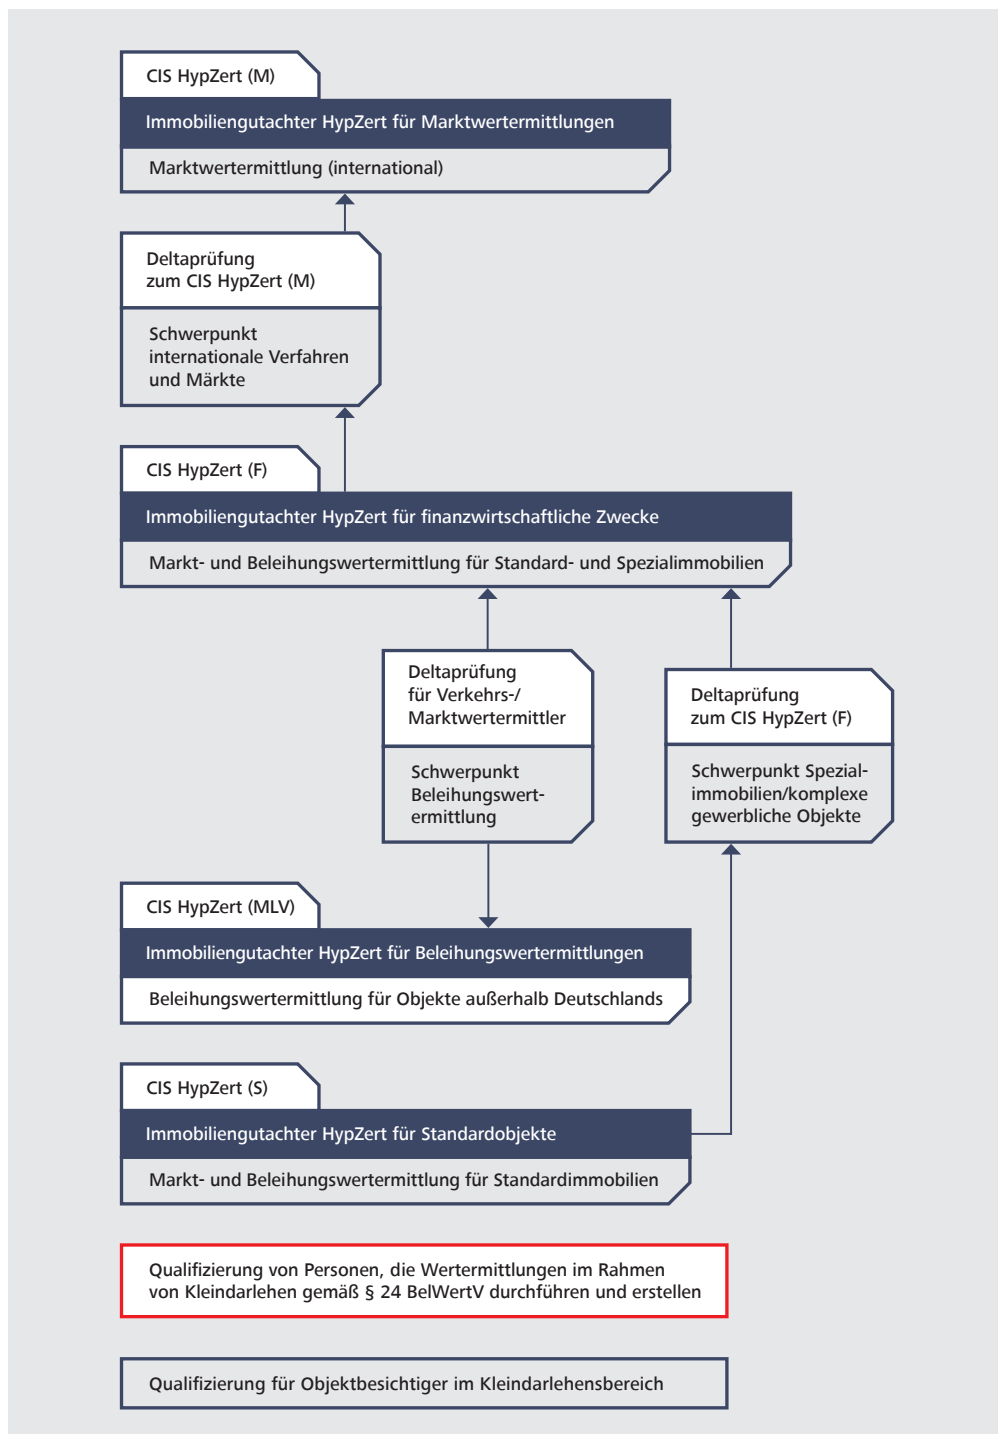 CIS HypZert (M)
Immobiliengutachter HypZert für Marktwertermittlungen
Marktwertermittlung (international)
Deltaprüfung
zum CIS HypZert (M)
Schwerpunkt
internationale Verfahren
und Märkte
CIS HypZert (F)
Immobiliengutachter HypZert für finanzwirtschaftliche Zwecke
Markt- und Beleihungswertermittlung für Standard- und Spezialimmobilien
Deltaprüfung
für Verkehrs-/
Marktwertermittler
Schwerpunkt
Beleihungswert-
ermittlung
Deltaprüfung
zum CIS HypZert (F)
Schwerpunkt Spezial-
immobilien/komplexe
gewerbliche Objekte
CIS HypZert (MLV)
Immobiliengutachter HypZert für Beleihungswertermittlungen
Beleihungswertermittlung für Objekte außerhalb Deutschlands
CIS HypZert (S)
Immobiliengutachter HypZert für Standardobjekte
Markt- und Beleihungswertermittlung für Standardimmobilien
Qualifizierung von Personen, die Wertermittlungen im Rahmen
von Kleindarlehen gemäß § 24 BelWertV durchführen und erstellen
Qualifizierung für Objektbesichtiger im Kleindarlehensbereich